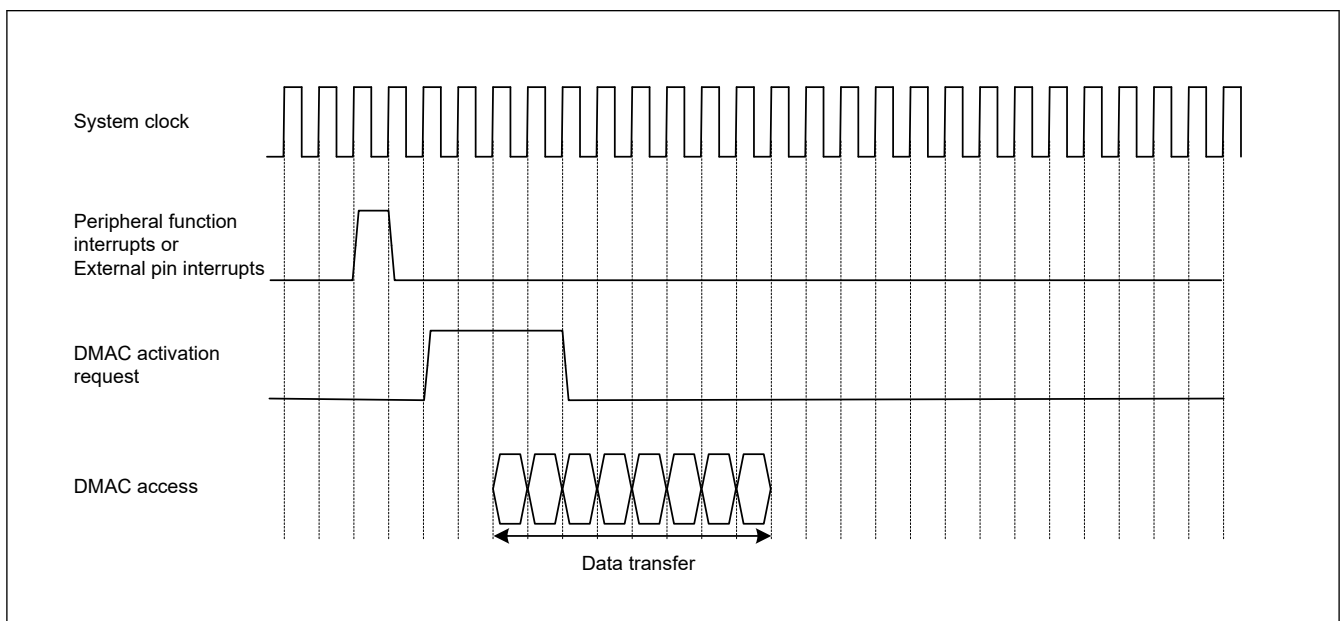 System clock
Peripheral function
interrupts or
External pin interrupts
DMAC activation
request
DMAC access
Data transfer